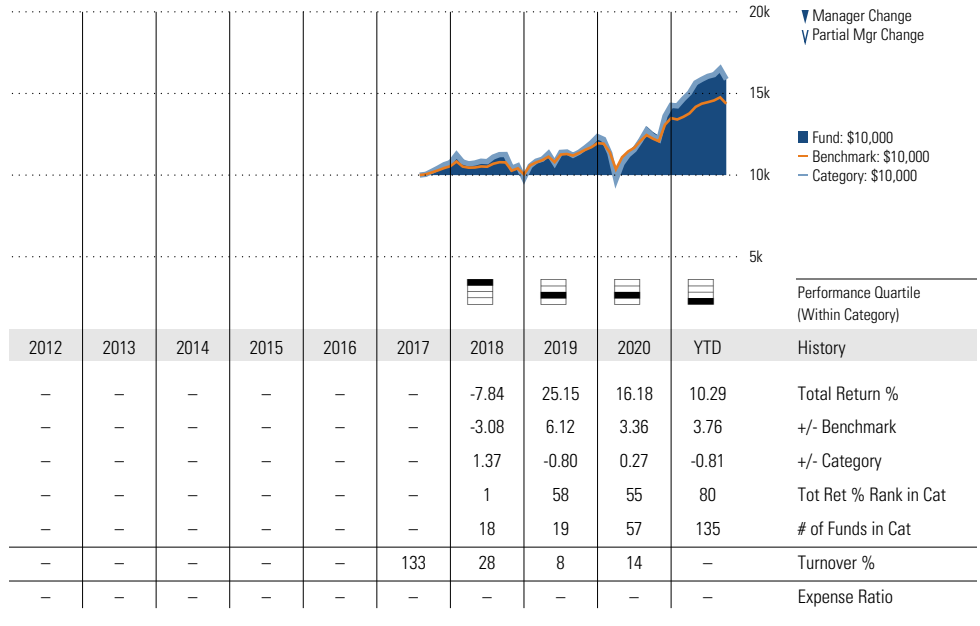 20k
▼ Manager Change
Partial Mgr Change
15k
Fund: $10,000
Benchmark: $10,000
Category: $10,000
10k
5k
Performance Quartile
(Within Category)
2012 2013 2014 2015 2016 2017 2018 2019 2020 YTD History
– – – – – – -7.84 25.15 16.18 10.29 Total Return %
– – – – – – -3.08 6.12 3.36 3.76 +/- Benchmark
– – – – – – 1.37 -0.80 0.27 -0.81 +/- Category
– – – – – – 1 58 55 80 Tot Ret % Rank in Cat
– – – – – – 18 19 57 135 # of Funds in Cat
– – – – – 133 28 8 14 – Turnover %
– – – – – – – – – – Expense Ratio